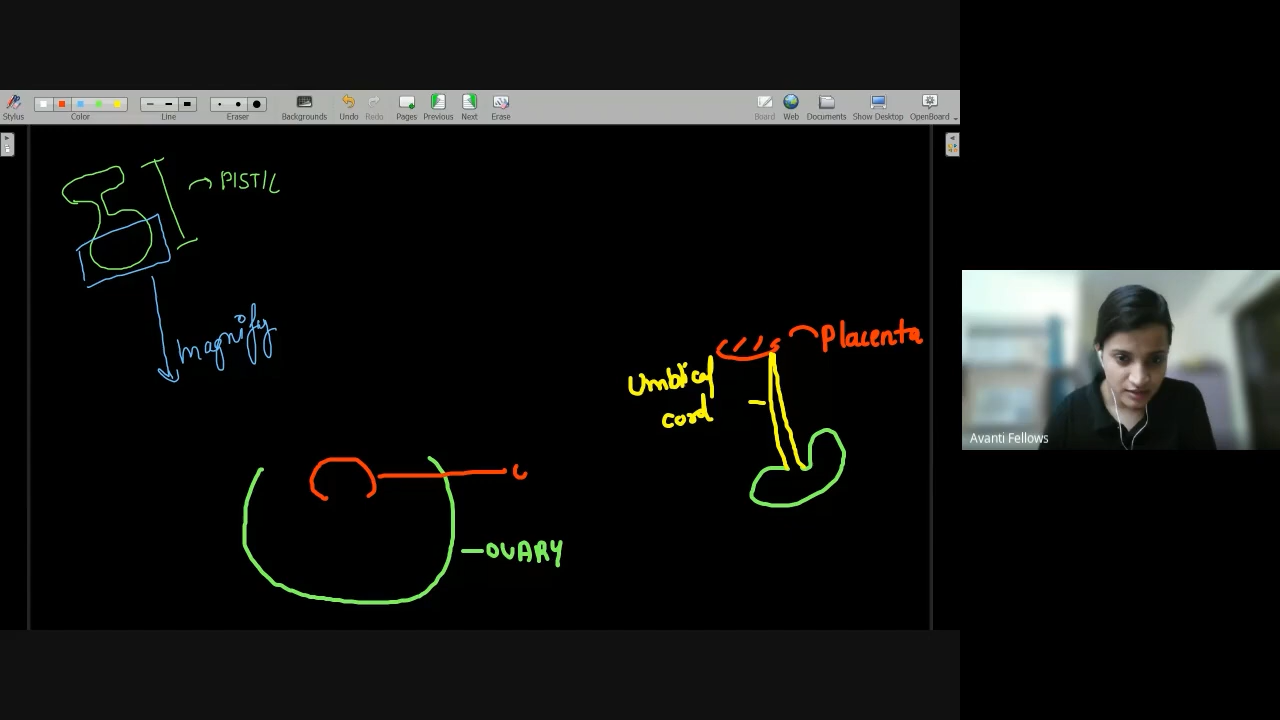 Stylus
Color
Line
Eraser
Backgrounds
Undo
Redo
Pages
Previous
Next
Erase
Board
Web
Documents
Show Desktop
OpenBoard
PISTIL
magnify
Placenta
Umblical
cord
OVARY
Avanti Fellows